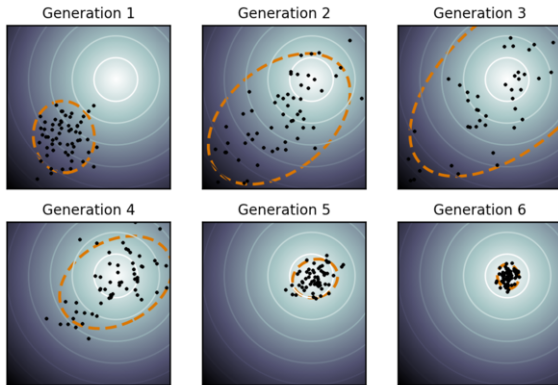 Generation 1
Generation 2
Generation 3
Generation 4
Generation 5
Generation 6